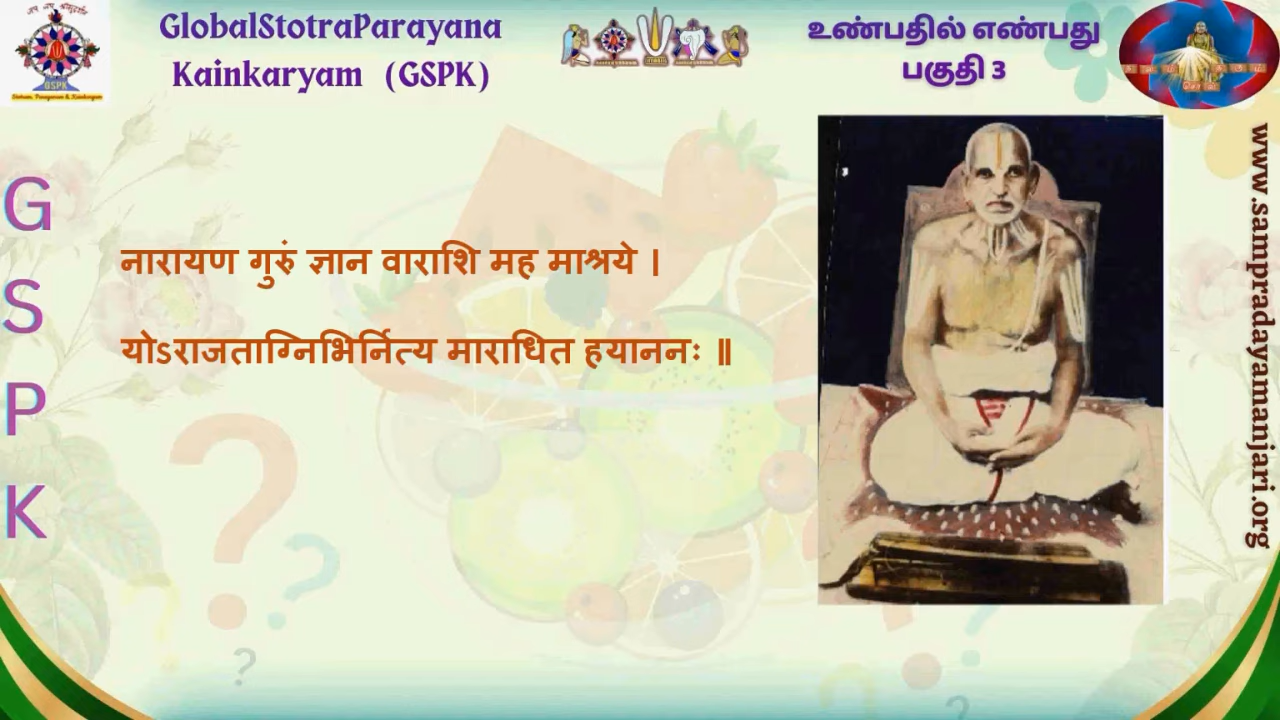 GlobalStotraParayana
Kainkaryam (GSPK)
உண்பதில் எண்பது
பகுதி 3
GSPK
www.sampradayamanjari.org
G
S
P
K
नारायण गुरुं ज्ञान वाराशि मह माश्रये ।
योऽराजताग्निभिर्नित्य माराधित हयाननः ॥